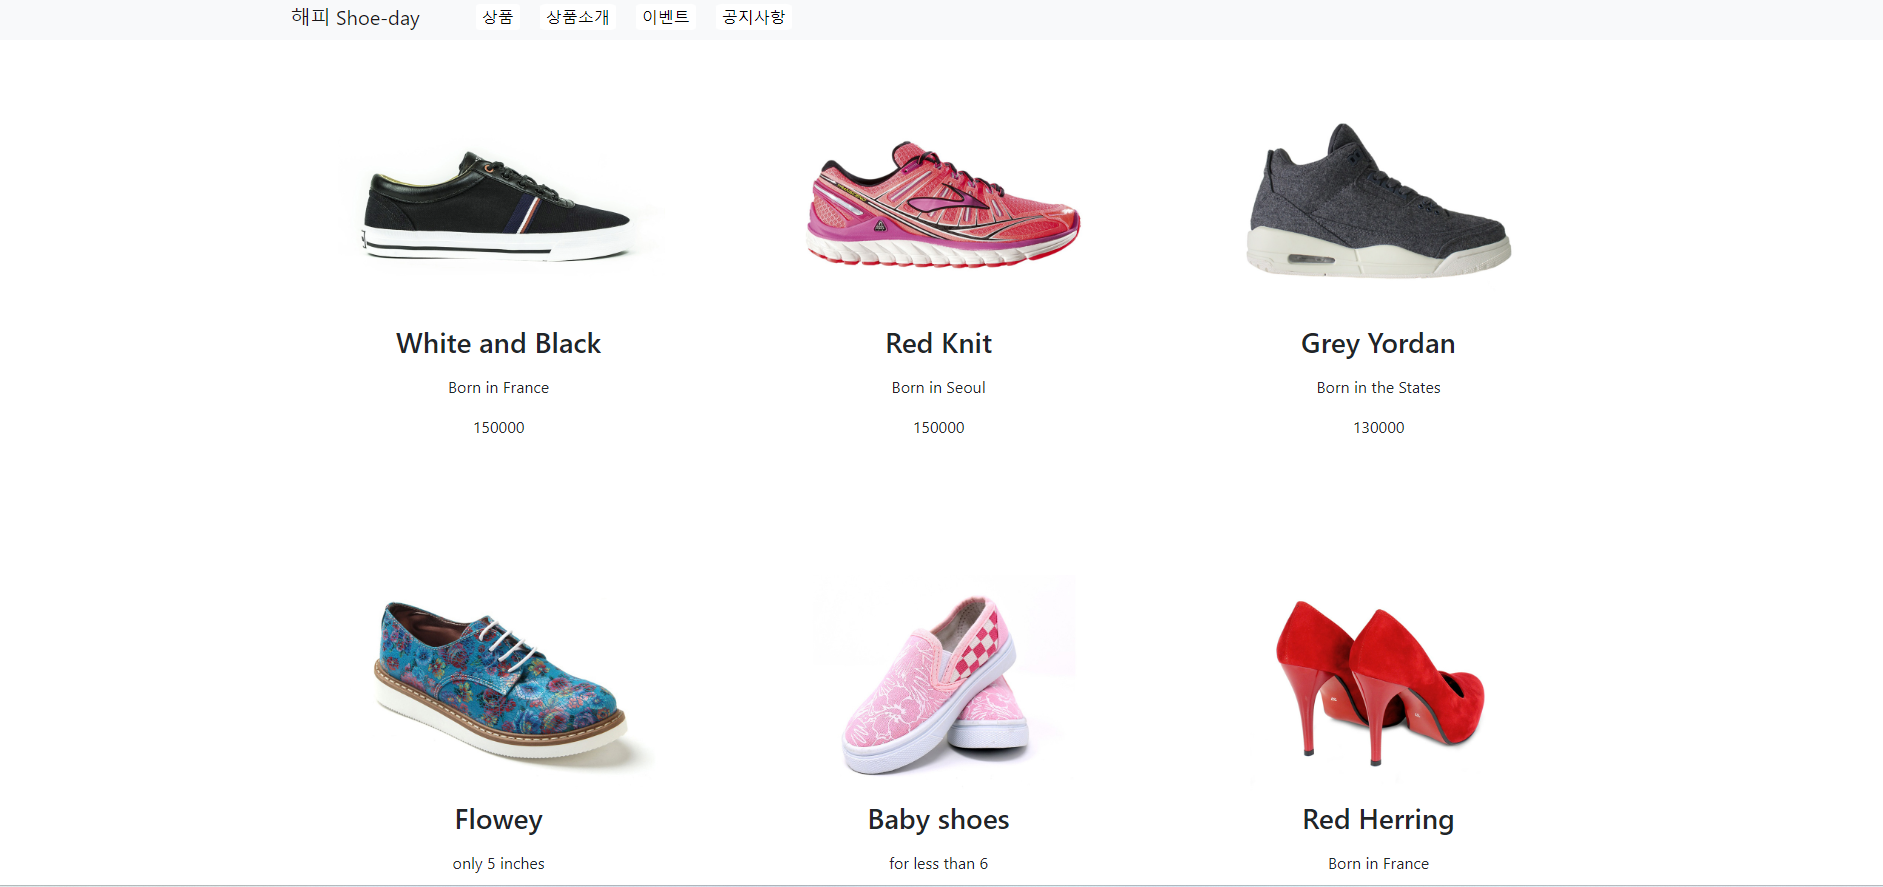 해피 Shoe-day 상품 상품소개 이벤트 공지사항
White and Black
Born in France
150000
Red Knit
Born in Seoul
150000
Grey Yordan
Born in the States
130000
Flowey
only 5 inches
Baby shoes
for less than 6
Red Herring
Born in France